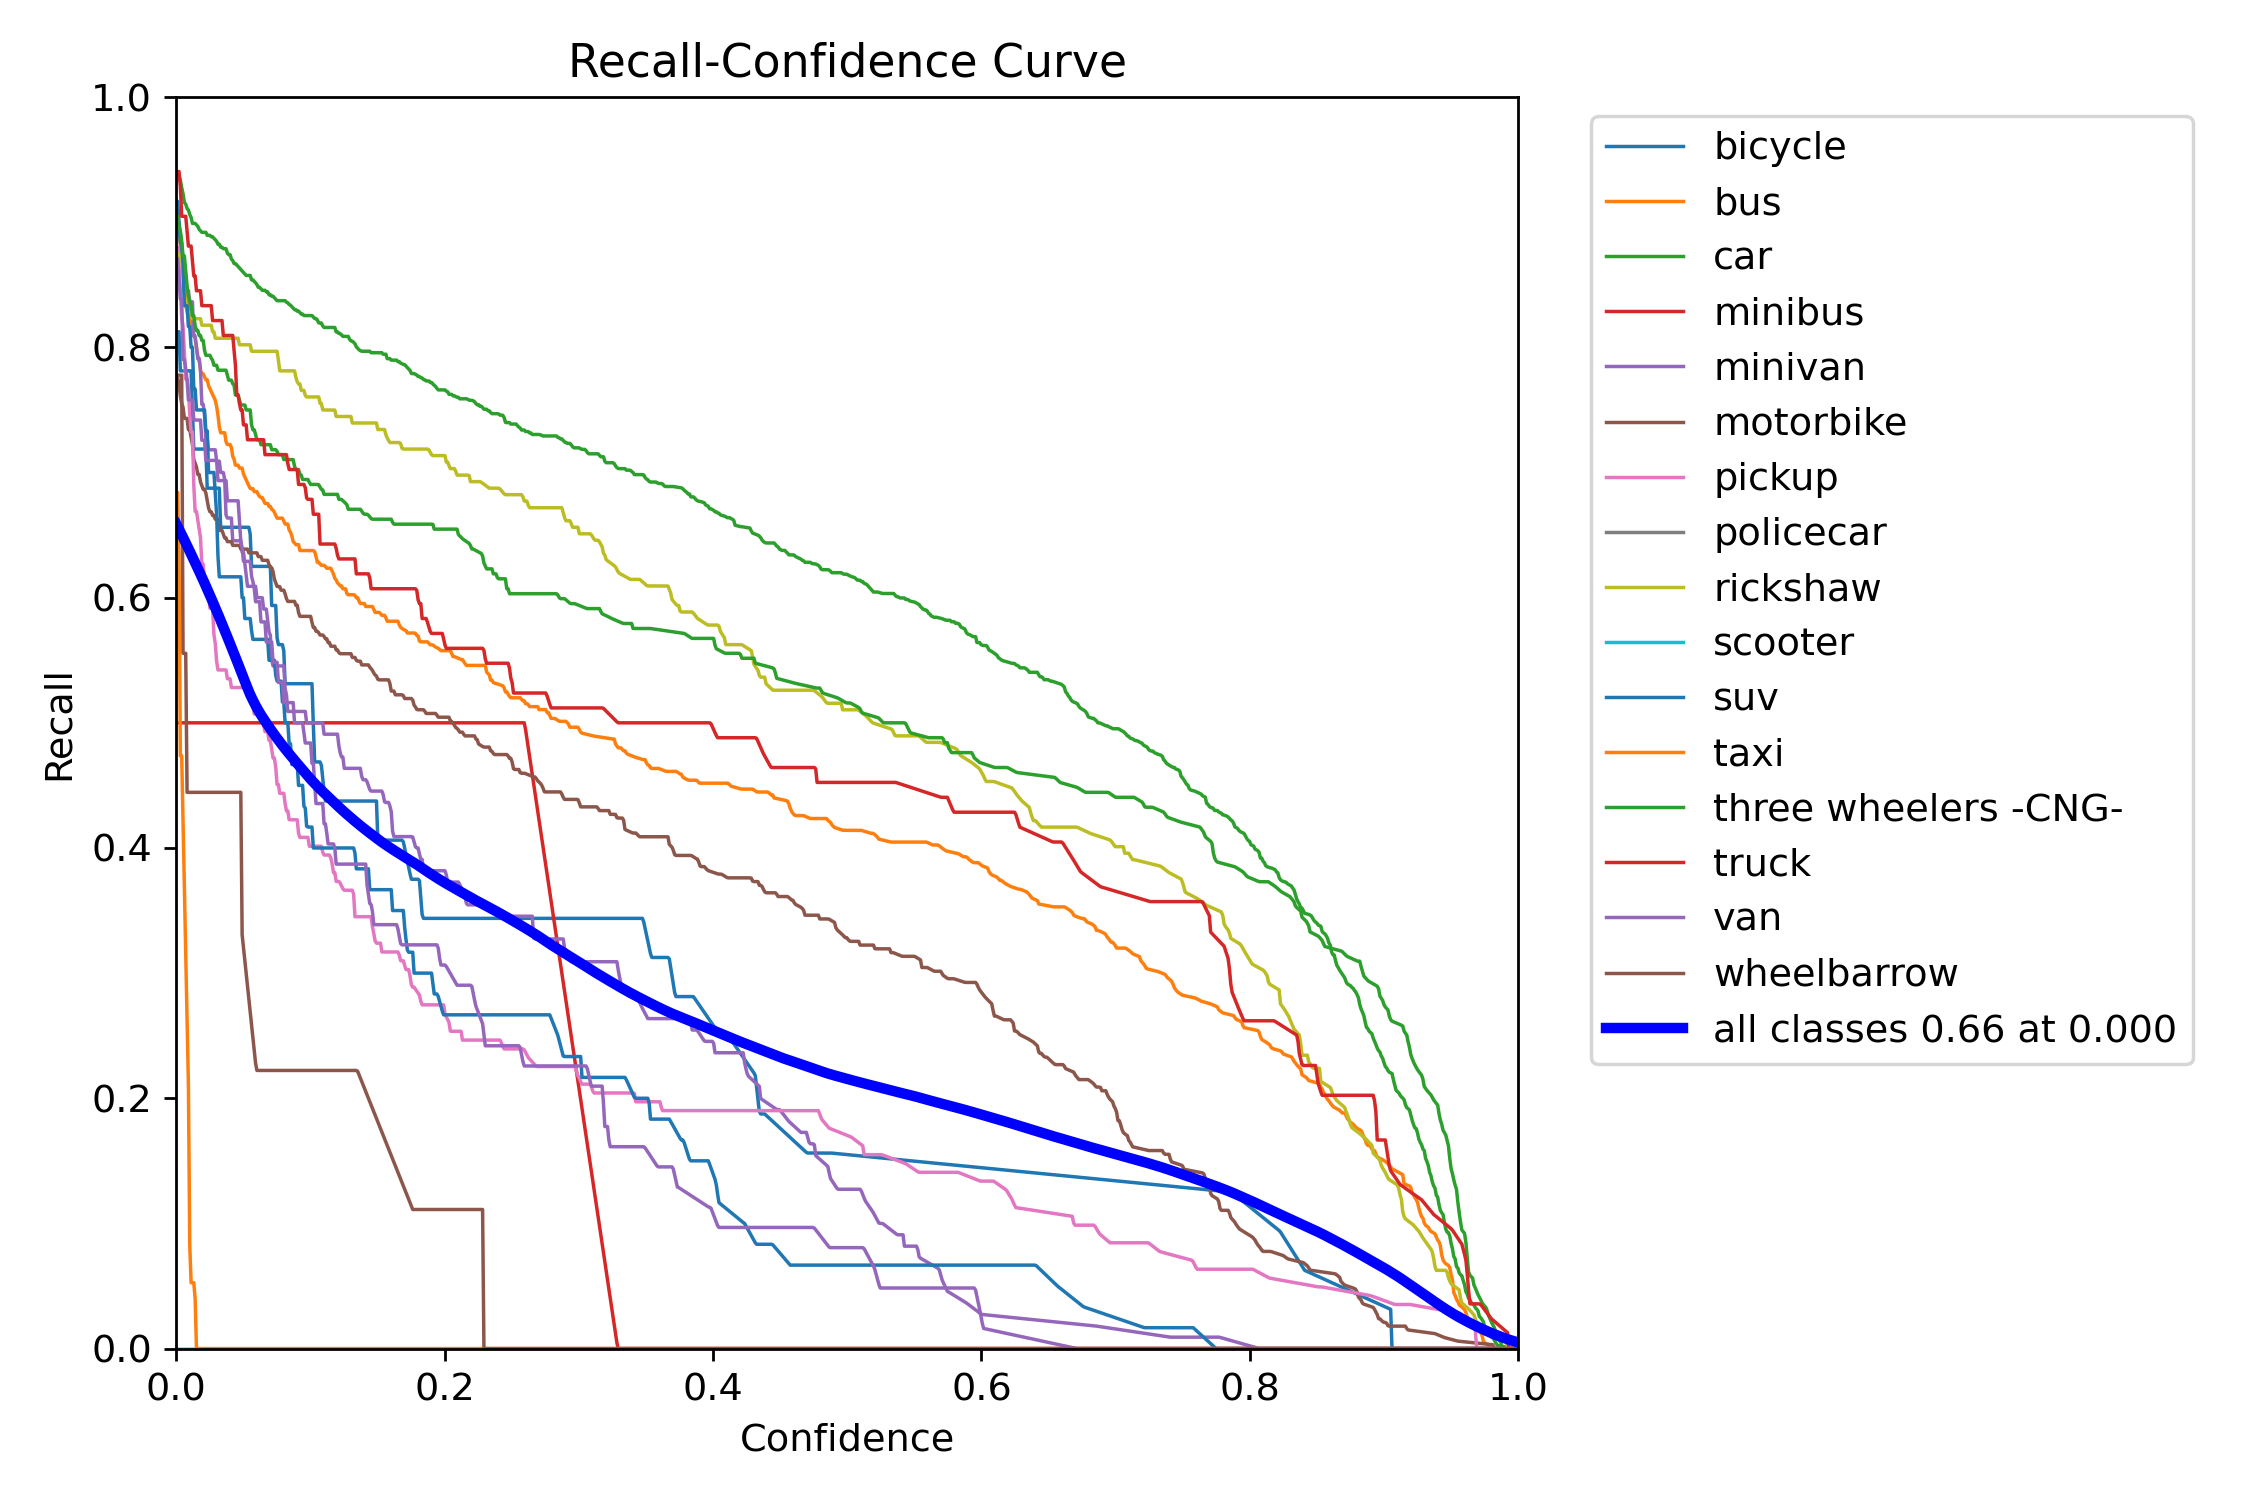 Recall-Confidence Curve
1.0
0.8
0.6
0.4
0.2
0.0
Recall
0.0 0.2 0.4 0.6 0.8 1.0
Confidence
bicycle
bus
car
minibus
minivan
motorbike
pickup
policecar
rickshaw
scooter
suv
taxi
three wheelers -CNG-
truck
van
wheelbarrow
all classes 0.66 at 0.000